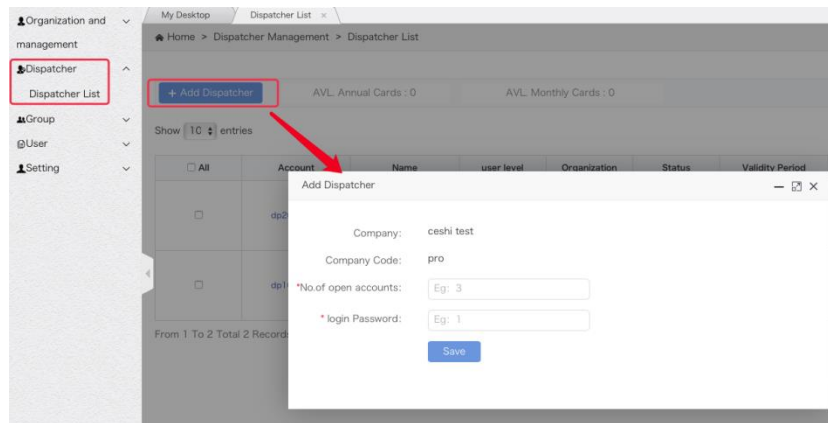 Organization and management
Dispatcher
Dispatcher List
Group
User
Setting
My Desktop
Dispatcher List ×
Home > Dispatcher Management > Dispatcher List
+ Add Dispatcher
AVL. Annual Cards : 0
AVL. Monthly Cards : 0
Show 10 entries
All Account Name user level Organization Status Validity Period
Add Dispatcher
Company: ceshi test
Company Code: pro
*No.of open accounts: Eg: 3
* login Password: Eg: 1
Save
From 1 To 2 Total 2 Record